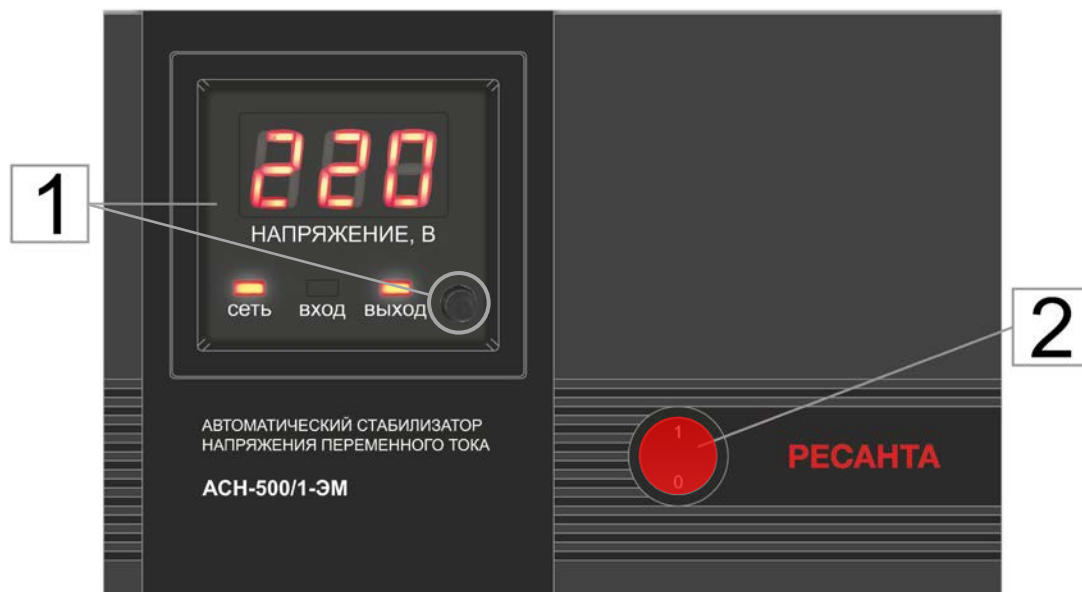 1
220
НАПРЯЖЕНИЕ, В
сеть вход выход
2
АВТОМАТИЧЕСКИЙ СТАБИЛИЗАТОР
НАПРЯЖЕНИЯ ПЕРЕМЕННОГО ТОКА
АСН-500/1-ЭМ
1
0
РЕСАНТА